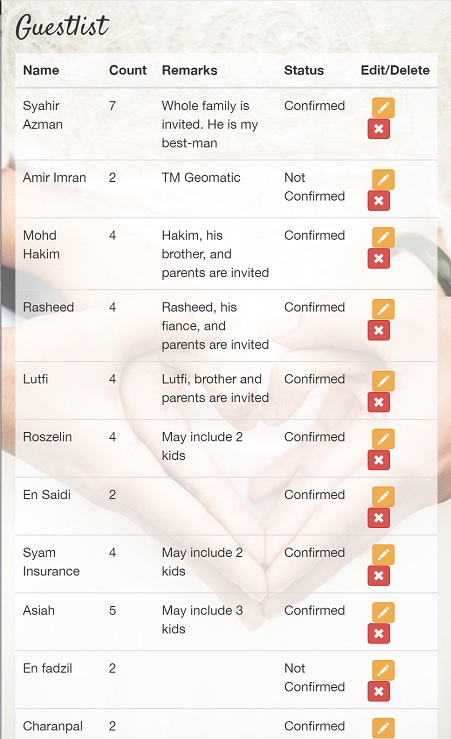 Guestlist
Name Count Remarks Status Edit/Delete
Syahir 7 Whole family is Confirmed
Azman invited. He is my
best-man
Amir Imran 2 TM Geomatic Not
Confirmed
Mohd 4 Hakim, his Confirmed
Hakim brother, and
parents are invited
Rasheed 4 Rasheed, his Confirmed
fiance, and
parents are invited
Lutfi 4 Lutfi, brother and Confirmed
parents are invited
Roszelin 4 May include 2 Confirmed
kids
En Saidi 2 Confirmed
Syam 4 May include 2 Confirmed
Insurance kids
Asiah 5 May include 3 Confirmed
kids
En fadzil 2 Not
Confirmed
Charanpal 2 Confirmed